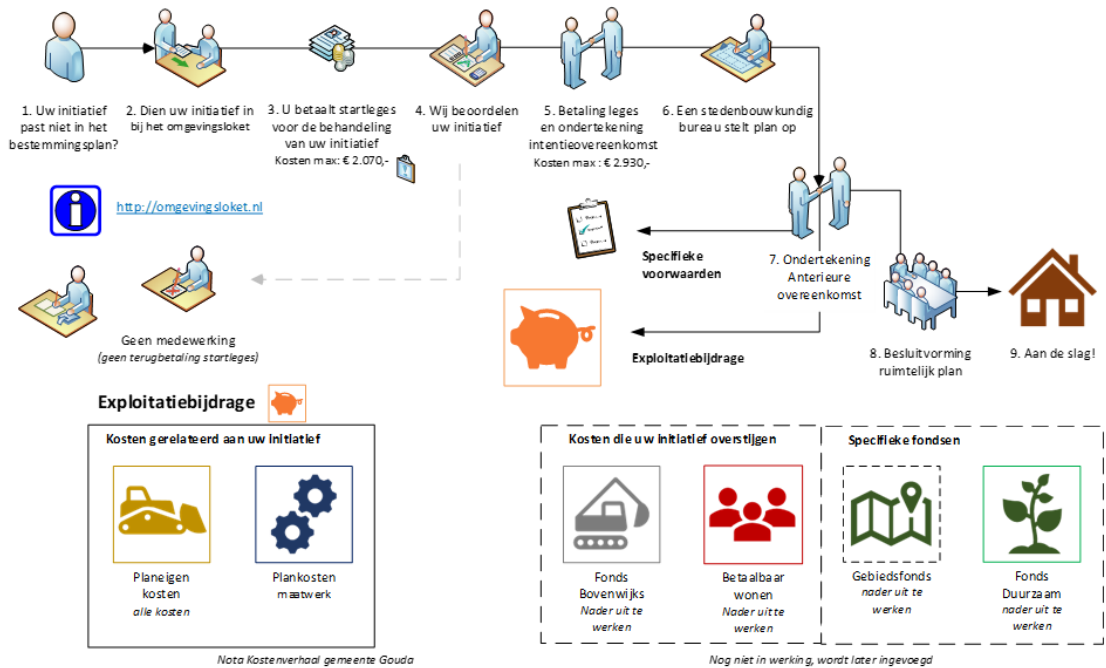 1. Uw initiatief
past niet in het
bestemmingsplan?
2. Dien uw initiatief in
bij het omgevingsloket
3. U betaalt startleges
voor de behandeling
van uw initiatief
Kosten max: € 2.070,-
4. Wij beoordelen
uw initiatief
5. Betaling leges
en ondertekening
intentieovereenkomst
Kosten max : € 2.930,-
6. Een stedenbouwkundig
bureau stelt plan op
http://omgevingsloket.nl
Specifieke
voorwaarden
7. Ondertekening
Anterieure
overeenkomst
Geen medewerking
(geen terugbetaling startleges)
Exploitatiebijdrage
8. Besluitvorming
ruimtelijk plan
9. Aan de slag!
Exploitatiebijdrage
Kosten gerelateerd aan uw initiatief
Planeigen
kosten
alle kosten
Plankosten
maatwerk
Kosten die uw initiatief overstijgen
Fonds
Bovenwijks
Nader uit te
werken
Betaalbaar
wonen
Nader uit te
werken
Specifieke fondsen
Gebiedsfonds
nader uit te
werken
Fonds
Duurzaam
nader uit te
werken
Nota Kostenverhaal gemeente Gouda
Nog niet in werking, wordt later ingevoegd